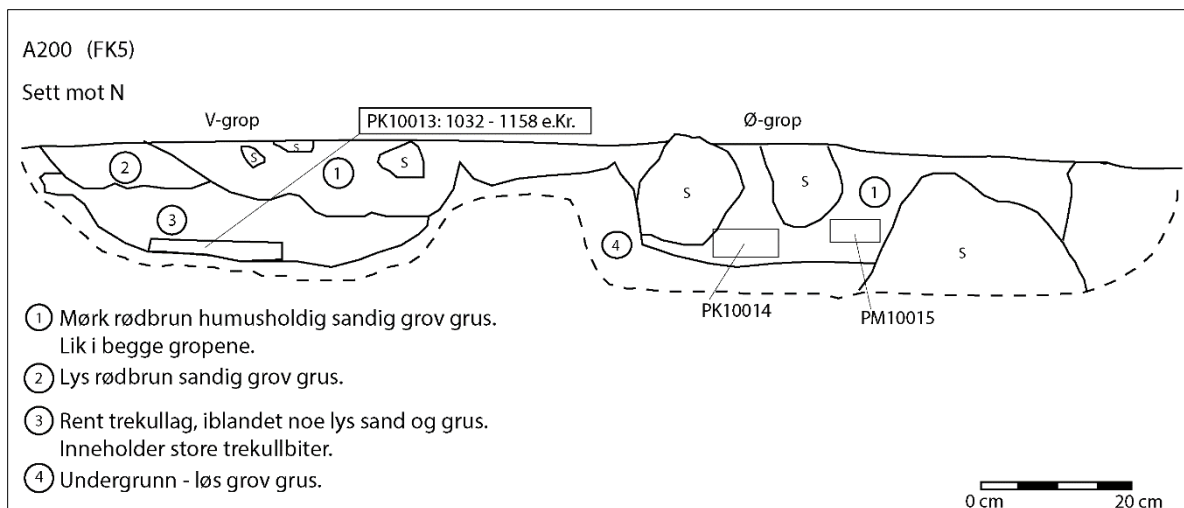 A200 (FK5)
Sett mot N
V-grop
PK10013: 1032 - 1158 e.Kr.
Ø-grop
2
s
s
1
s
3
s
s
1
4
s
PK10014
PM10015
1 Mørk rødbrun humusholdig sandig grov grus.
Lik i begge gropene.
2 Lys rødbrun sandig grov grus.
3 Rent trekullag, iblandet noe lys sand og grus.
Inneholder store trekullbiter.
4 Undergrunn - løs grov grus.
0 cm 20 cm